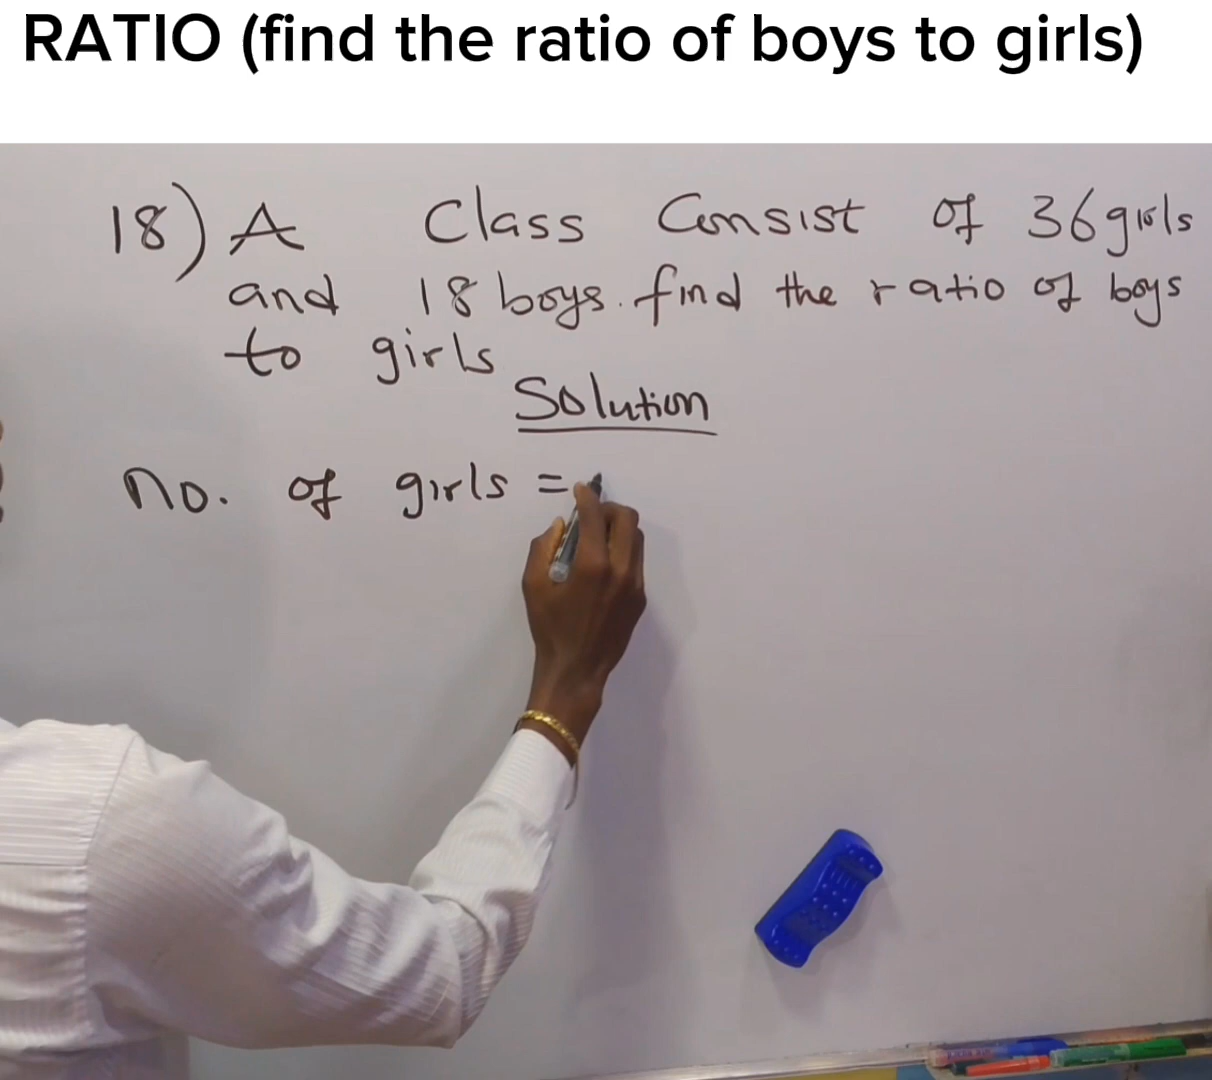 RATIO (find the ratio of boys to girls)
18) A Class Consist of 36 girls
and 18 boys. find the ratio of boys
to girls
Solution
no. of girls =